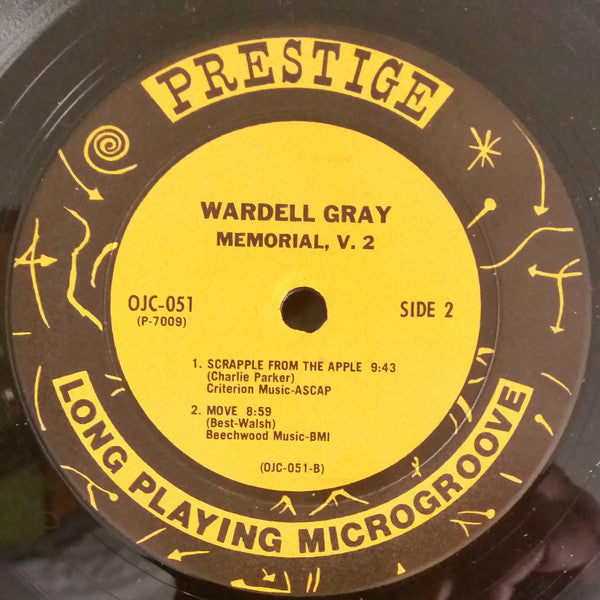 PRESTIGE
WARDELL GRAY
MEMORIAL, V. 2
OJC-051
(P-7009)
SIDE 2
1. SCRAPPLE FROM THE APPLE 9:43
(Charlie Parker)
Criterion Music-ASCAP
2. MOVE 8:59
(Best-Walsh)
Beechwood Music-BMI
(OJC-051-B)
LONG PLAYING MICROGROOVE